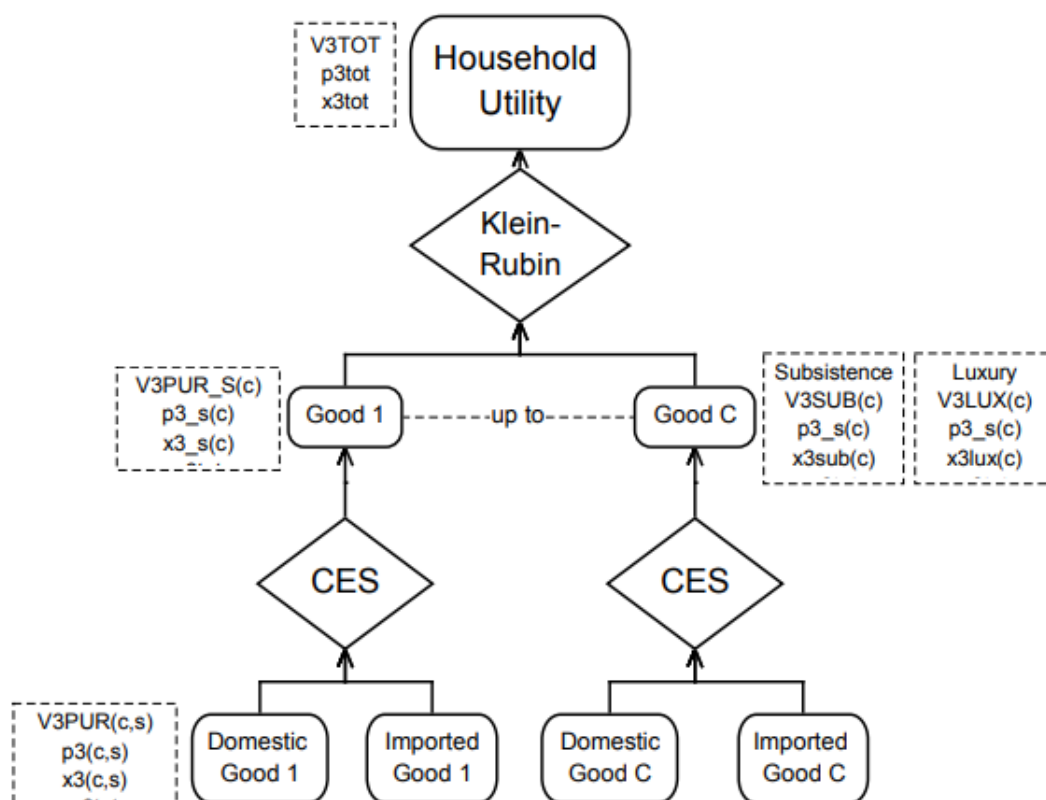 V3TOT
p3tot
x3tot
Household
Utility
Klein-
Rubin
V3PUR_S(c)
p3_s(c)
x3_s(c)
Good 1
up to
Good C
Subsistence
V3SUB(c)
p3_s(c)
x3sub(c)
Luxury
V3LUX(c)
p3_s(c)
x3lux(c)
CES
CES
V3PUR(c,s)
p3(c,s)
x3(c,s)
Domestic
Good 1
Imported
Good 1
Domestic
Good C
Imported
Good C